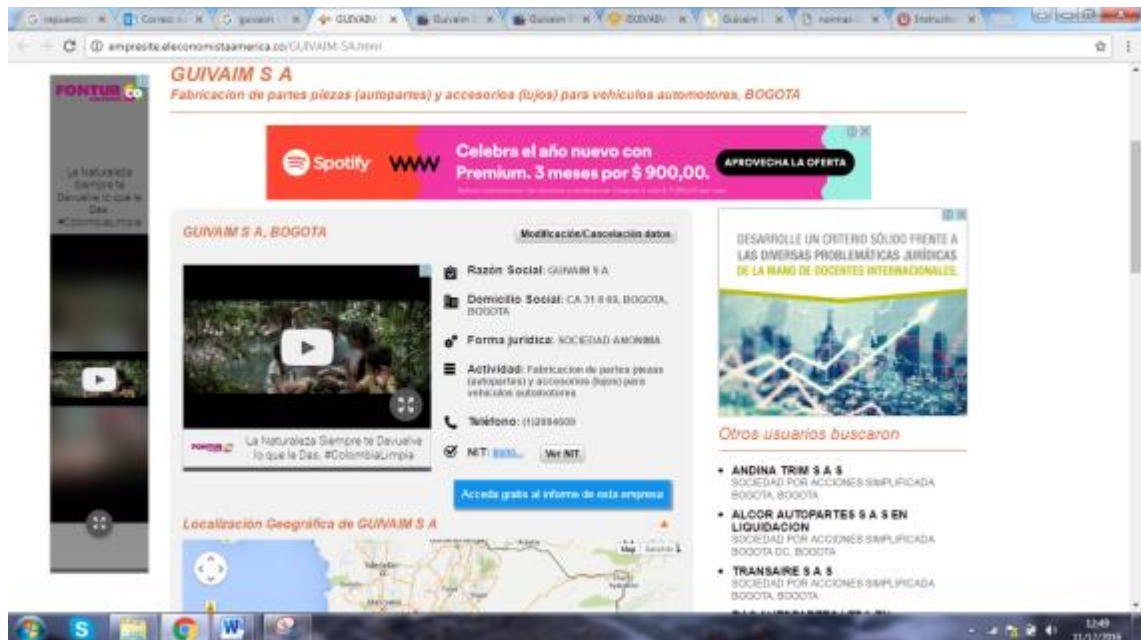 empresite.eleconomistaamerica.co/GUIVAIM-SA.html
GUIVAIM S A
Fabricacion de partes piezas (autopartes) y accesorios (lujos) para vehiculos automotores, BOGOTA
FONTUR
La Naturaleza
Siempre te
Devuelve lo que le
Das
#ColombiaLimpia
Spotify
Celebra el año nuevo con
Premium. 3 meses por $ 900,00.
APROVECHA LA OFERTA
GUIVAIM S A, BOGOTA
Modificación/Cancelación datos
Razón Social: GUIVAIM S A
Domicilio Social: CA 31 6 63, BOGOTA,
BOGOTA
Forma jurídica: SOCIEDAD ANONIMA
Actividad: Fabricacion de partes piezas
(autopartes) y accesorios (lujos) para
vehiculos automotores
Teléfono:
NIT:
Ver NIT
La Naturaleza Siempre te Devuelve
lo que le Das. #ColombiaLimpia
Acceda gratis al informe de esta empresa
Localización Geográfica de GUIVAIM S A
Map
DESARROLLE UN CRITERIO SÓLIDO FRENTE A
LAS DIVERSAS PROBLEMÁTICAS JURÍDICAS
DE LA MANO DE DOCENTES INTERNACIONALES.
Otros usuarios buscaron
ANDINA TRIM S A S
SOCIEDAD POR ACCIONES SIMPLIFICADA
BOGOTA, BOGOTA
ALCOR AUTOPARTES S A S EN
LIQUIDACION
SOCIEDAD POR ACCIONES SIMPLIFICADA
BOGOTA DC, BOGOTA
TRANSAIRE S A S
SOCIEDAD POR ACCIONES SIMPLIFICADA
BOGOTA, BOGOTA
12:49